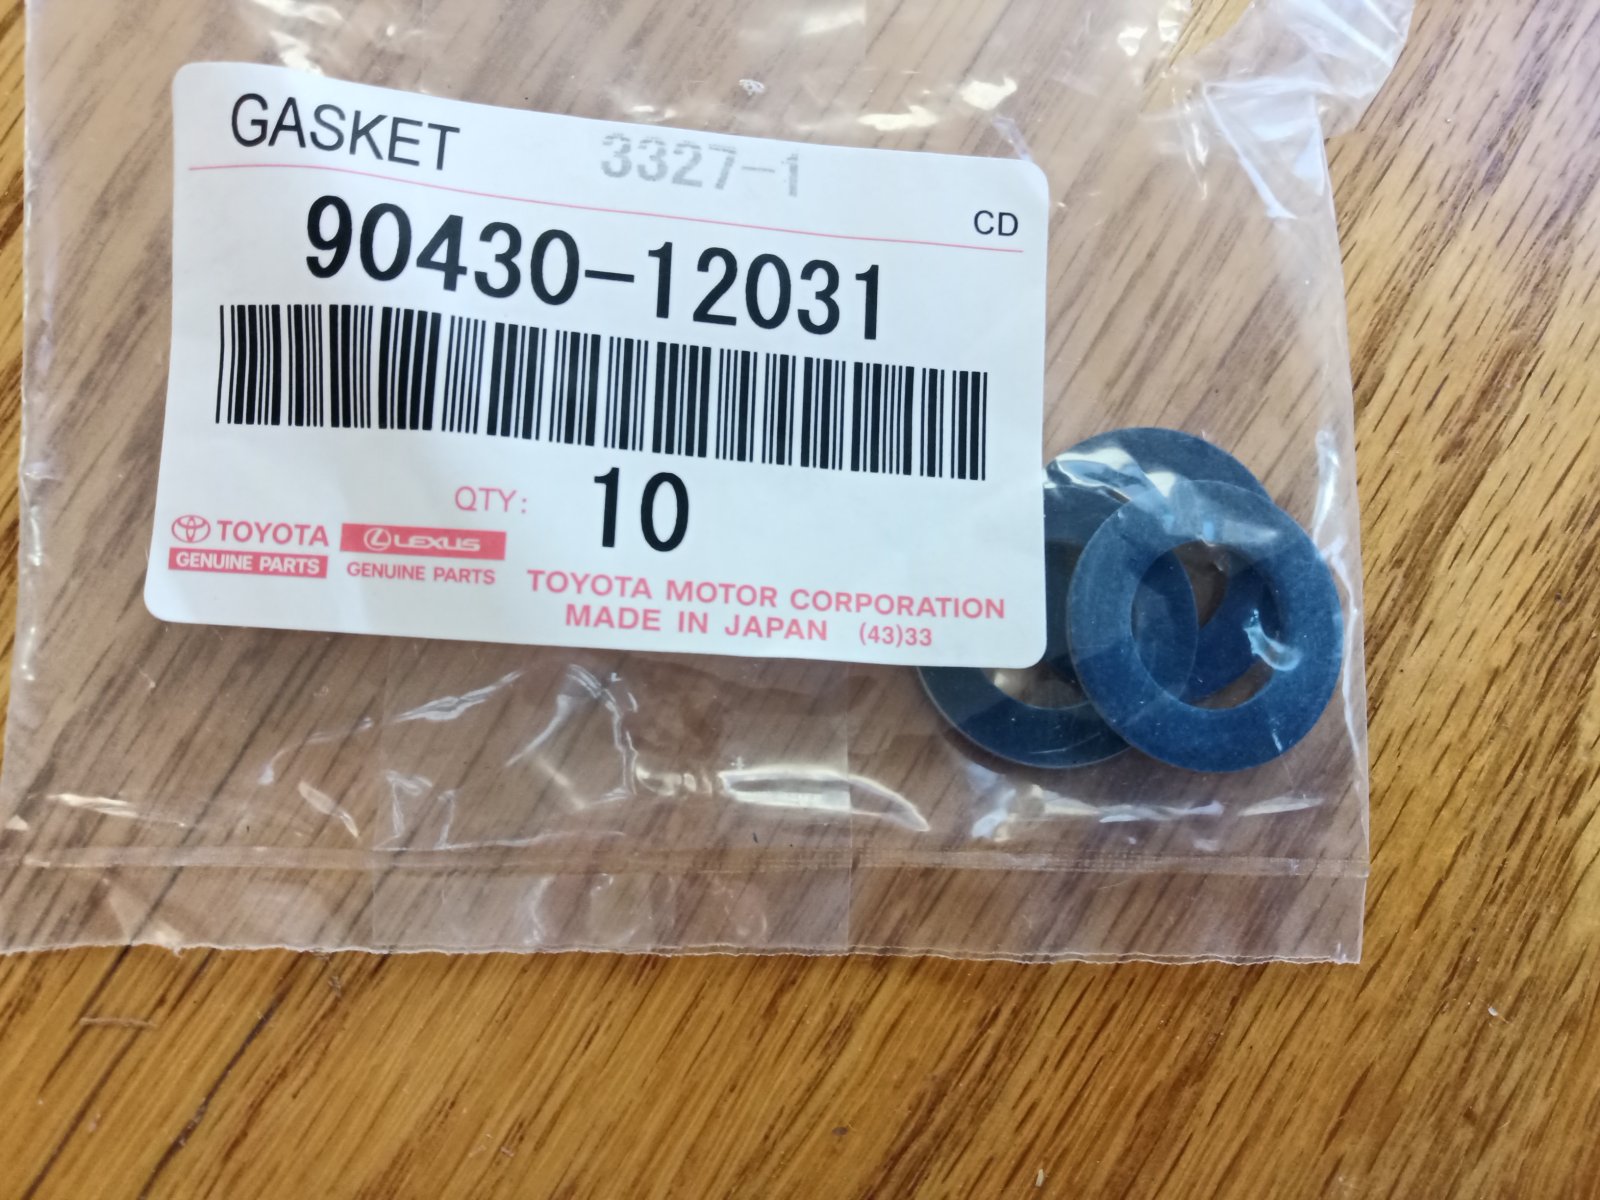 GASKET 3327-1
CD
90430-12031
QTY: 10
TOYOTA LEXUS
GENUINE PARTS GENUINE PARTS
TOYOTA MOTOR CORPORATION
MADE IN JAPAN (43)33